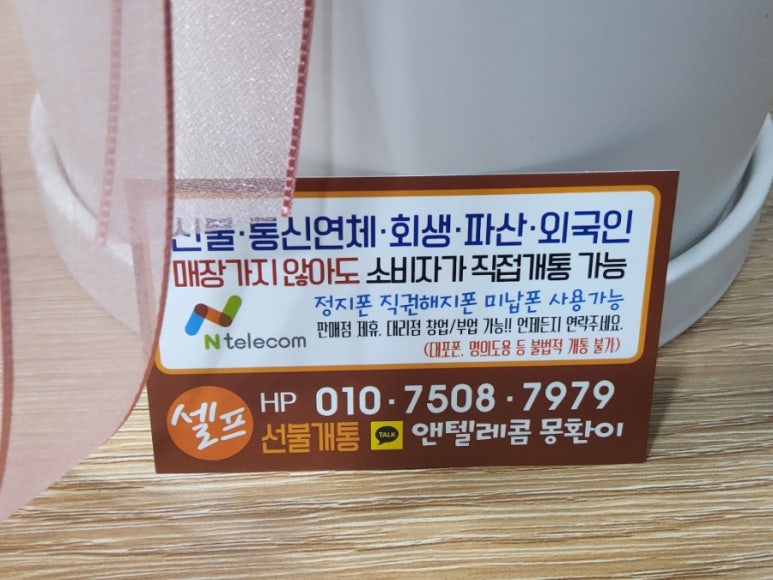 신불·통신연체·회생·파산·외국인
매장가지 않아도 소비자가 직접개통 가능
정지폰 직권해지폰 미납폰 사용가능
판매점 제휴, 대리점 창업/부업 가능!! 언제든지 연락주세요.
(대포폰, 명의도용 등 불법적 개통 불가)
N telecom
셀프
HP 010·7508·7979
선불개통 TALK 앤텔레콤 몽환이